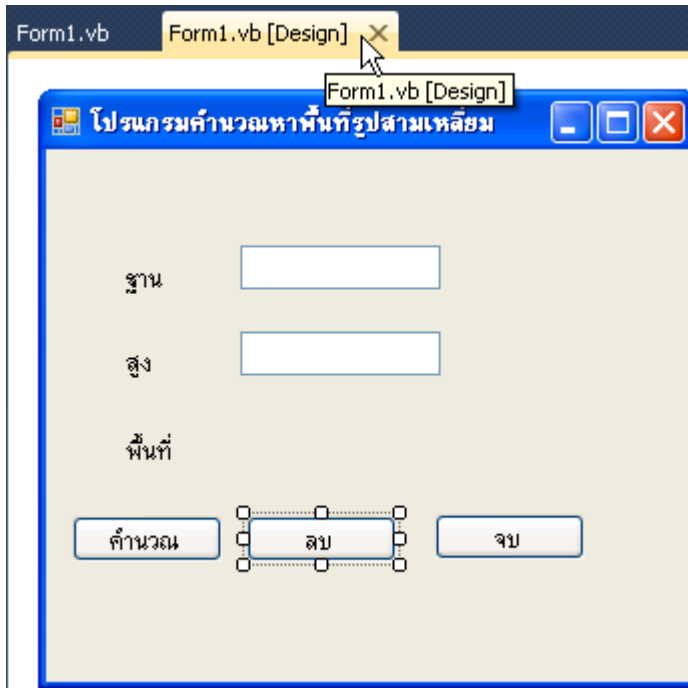 Form1.vb
Form1.vb [Design]
Form1.vb [Design]
โปรแกรมคำนวณหาพื้นที่รูปสามเหลี่ยม
ฐาน
สูง
พื้นที่
คำนวณ
ลบ
จบ